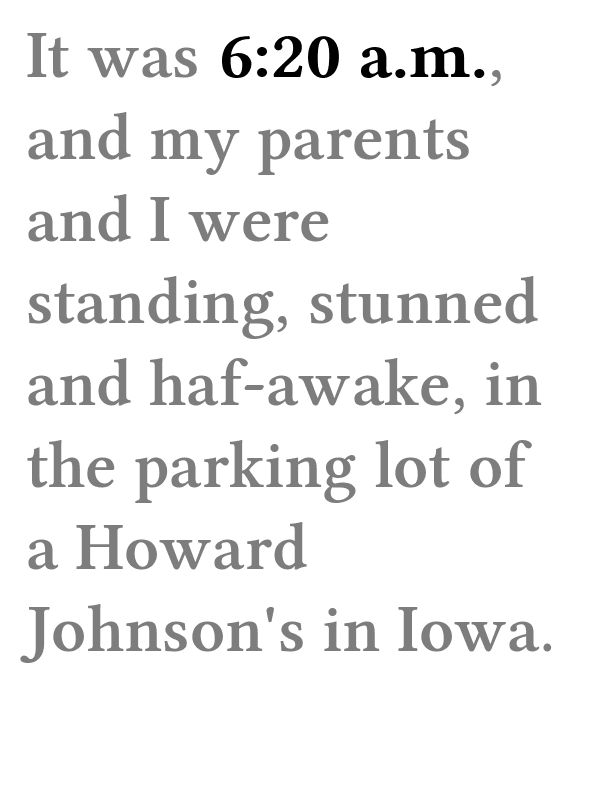 It was 6:20 a.m.,
and my parents
and I were
standing, stunned
and haf-awake, in
the parking lot of
a Howard
Johnson's in Iowa.